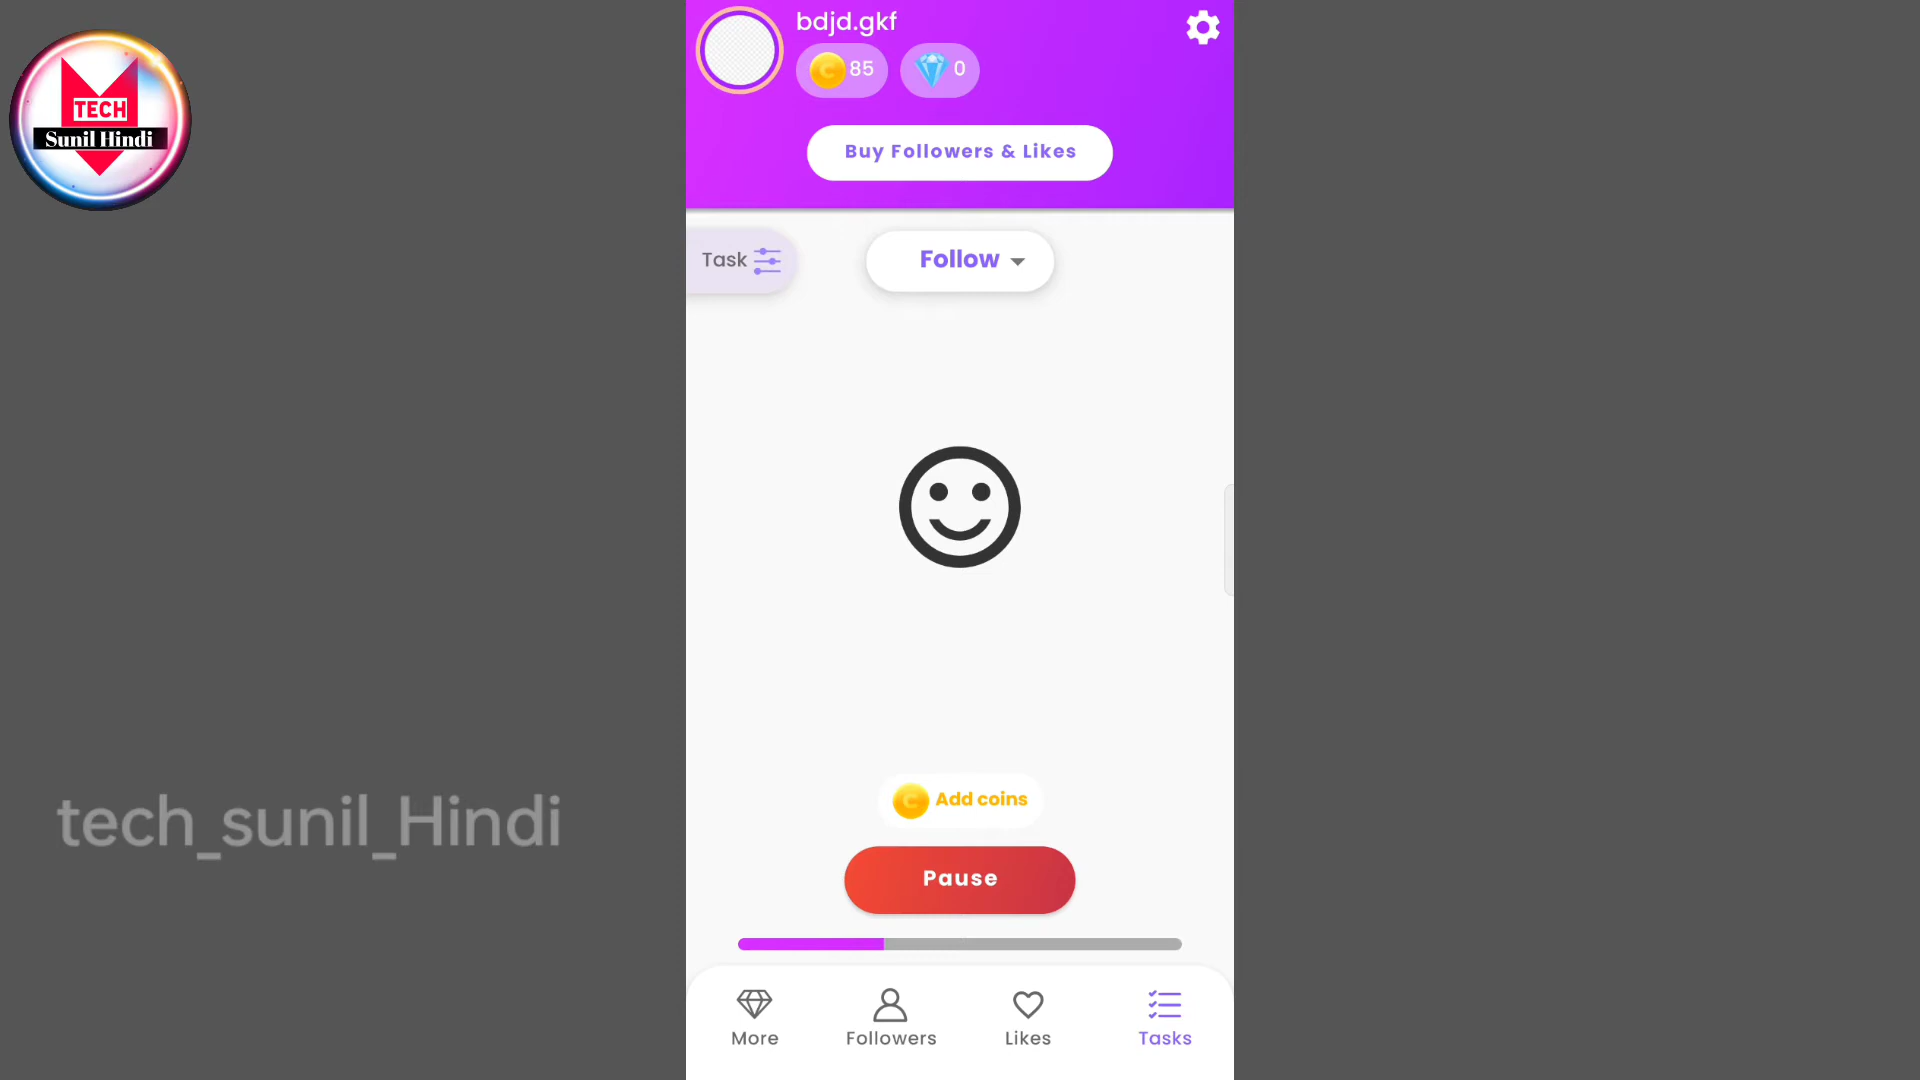 TECH
Sunil Hindi
bdjd.gkf
85
0
Buy Followers & Likes
Task
Follow
tech_sunil_Hindi
Add coins
Pause
More
Followers
Likes
Tasks